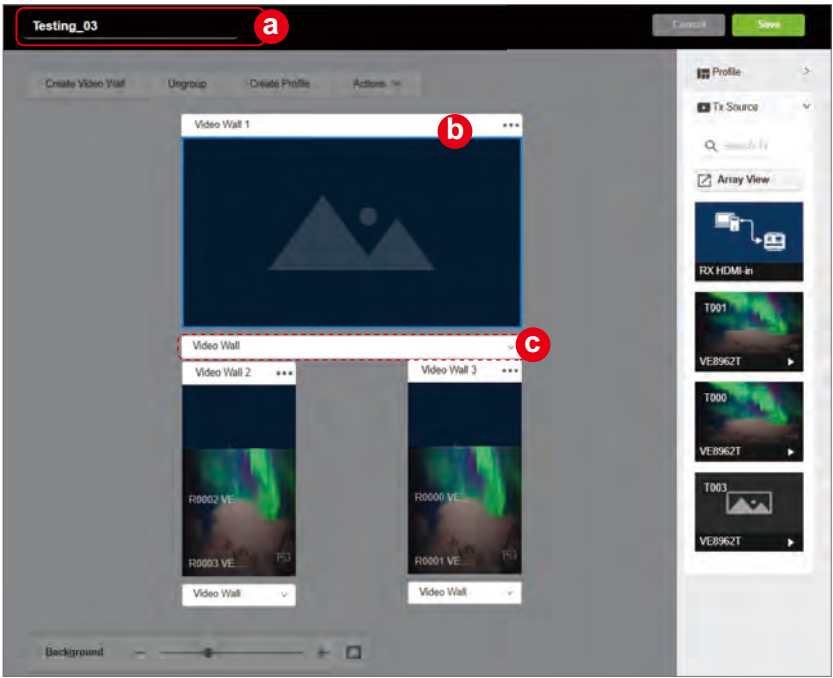 Testing_03
a
Cancel
Save
Create Video Wall
Ungroup
Create Profile
Actions
Profile
Tx Source
Search Tx
Array View
Video Wall 1
b
RX HDMI-in
T001
VE8962T
T000
VE8962T
T003
VE8962T
Video Wall
c
Video Wall 2
Video Wall 3
R0002 VE...
R0000 VE...
R0003 VE...
R0001 VE...
Video Wall
Video Wall
Background